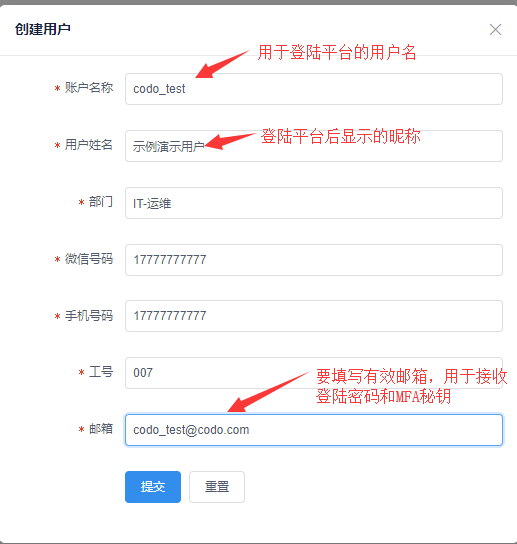 创建用户
用于登陆平台的用户名
* 账户名称 codo_test
登陆平台后显示的昵称
* 用户姓名 示例演示用户
* 部门 IT-运维
* 微信号码 17777777777
* 手机号码 17777777777
* 工号 007
要填写有效邮箱，用于接收
登陆密码和MFA秘钥
* 邮箱 codo_test@codo.com
提交 重置